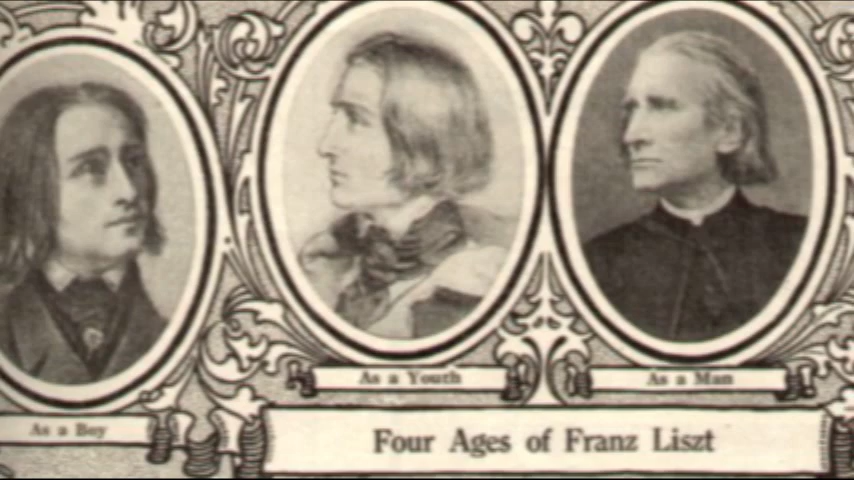 As a Youth
As a Man
As a Boy
Four Ages of Franz Liszt